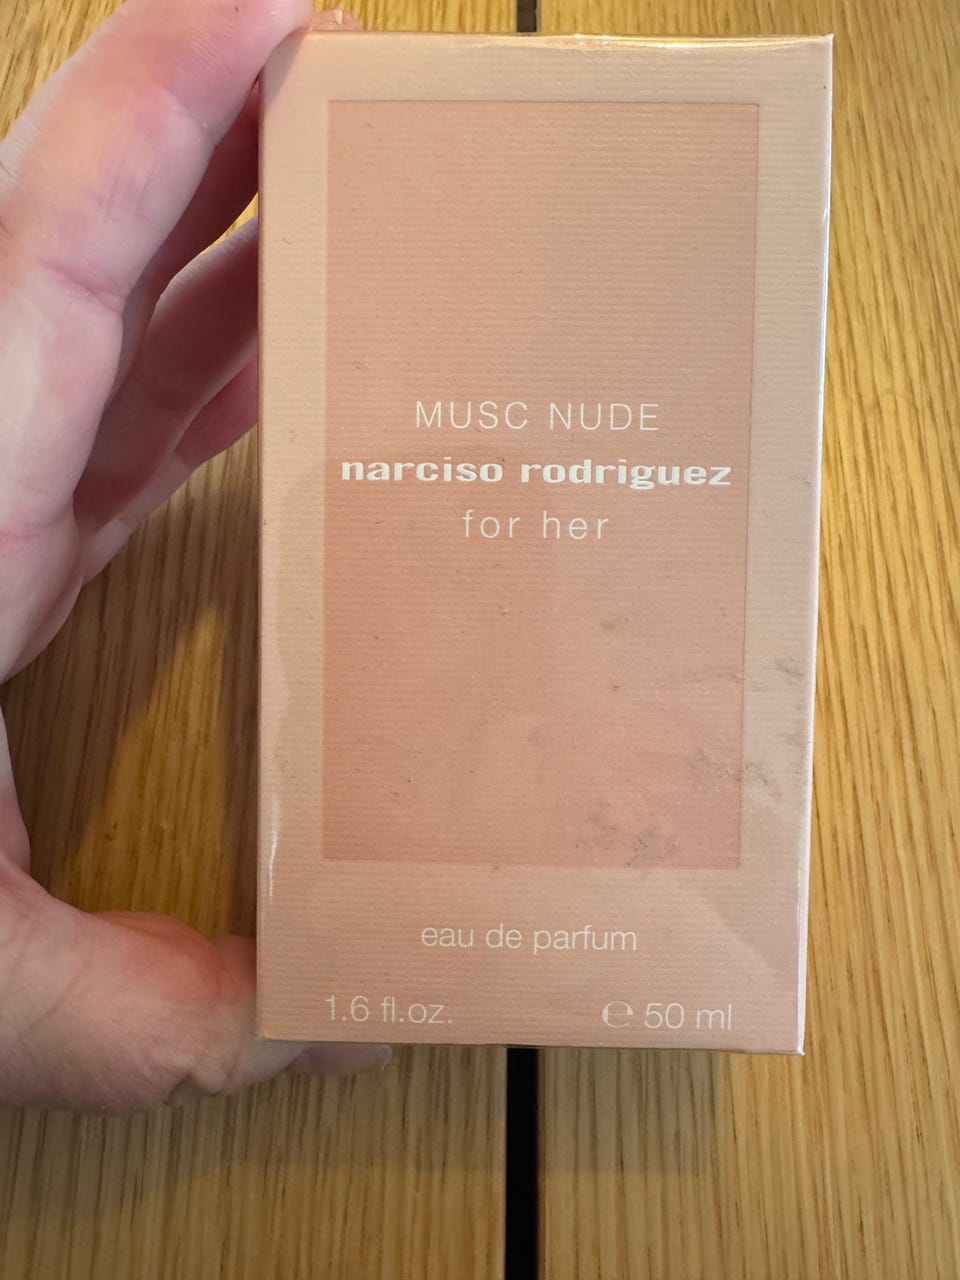 MUSC NUDE
narciso rodriguez
for her
eau de parfum
1.6 fl.oz. ℮ 50 ml